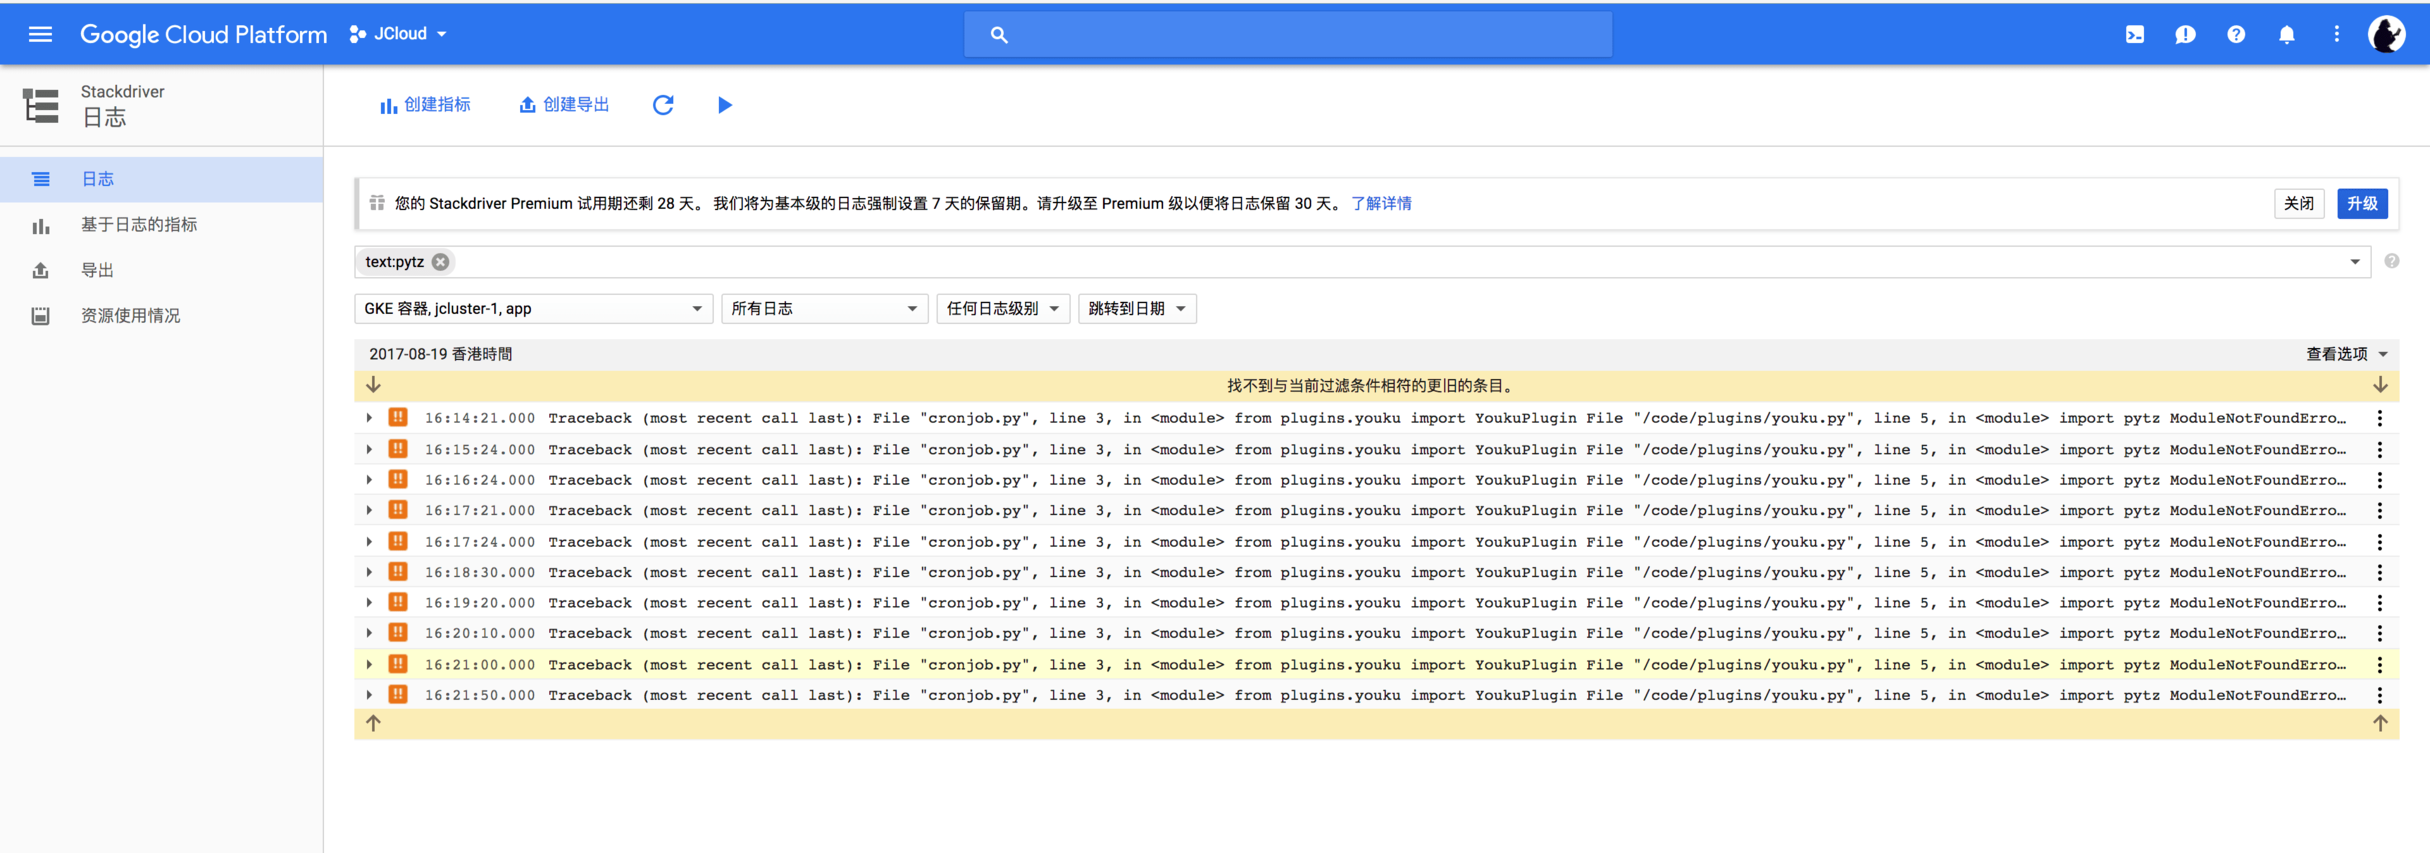 Google Cloud Platform JCloud
Stackdriver
日志
创建指标 创建导出
日志
基于日志的指标
导出
资源使用情况
您的 Stackdriver Premium 试用期还剩 28 天。 我们将为基本级的日志强制设置 7 天的保留期。请升级至 Premium 级以便将日志保留 30 天。 了解详情 关闭 升级
text:pytz
GKE 容器, jcluster-1, app 所有日志 任何日志级别 跳转到日期
2017-08-19 香港時間 查看选项
找不到与当前过滤条件相符的更旧的条目。
16:14:21.000 Traceback (most recent call last): File "cronjob.py", line 3, in <module> from plugins.youku import YoukuPlugin File "/code/plugins/youku.py", line 5, in <module> import pytz ModuleNotFoundErro…
16:15:24.000 Traceback (most recent call last): File "cronjob.py", line 3, in <module> from plugins.youku import YoukuPlugin File "/code/plugins/youku.py", line 5, in <module> import pytz ModuleNotFoundErro…
16:16:24.000 Traceback (most recent call last): File "cronjob.py", line 3, in <module> from plugins.youku import YoukuPlugin File "/code/plugins/youku.py", line 5, in <module> import pytz ModuleNotFoundErro…
16:17:21.000 Traceback (most recent call last): File "cronjob.py", line 3, in <module> from plugins.youku import YoukuPlugin File "/code/plugins/youku.py", line 5, in <module> import pytz ModuleNotFoundErro…
16:17:24.000 Traceback (most recent call last): File "cronjob.py", line 3, in <module> from plugins.youku import YoukuPlugin File "/code/plugins/youku.py", line 5, in <module> import pytz ModuleNotFoundErro…
16:18:30.000 Traceback (most recent call last): File "cronjob.py", line 3, in <module> from plugins.youku import YoukuPlugin File "/code/plugins/youku.py", line 5, in <module> import pytz ModuleNotFoundErro…
16:19:20.000 Traceback (most recent call last): File "cronjob.py", line 3, in <module> from plugins.youku import YoukuPlugin File "/code/plugins/youku.py", line 5, in <module> import pytz ModuleNotFoundErro…
16:20:10.000 Traceback (most recent call last): File "cronjob.py", line 3, in <module> from plugins.youku import YoukuPlugin File "/code/plugins/youku.py", line 5, in <module> import pytz ModuleNotFoundErro…
16:21:00.000 Traceback (most recent call last): File "cronjob.py", line 3, in <module> from plugins.youku import YoukuPlugin File "/code/plugins/youku.py", line 5, in <module> import pytz ModuleNotFoundErro…
16:21:50.000 Traceback (most recent call last): File "cronjob.py", line 3, in <module> from plugins.youku import YoukuPlugin File "/code/plugins/youku.py", line 5, in <module> import pytz ModuleNotFoundErro…